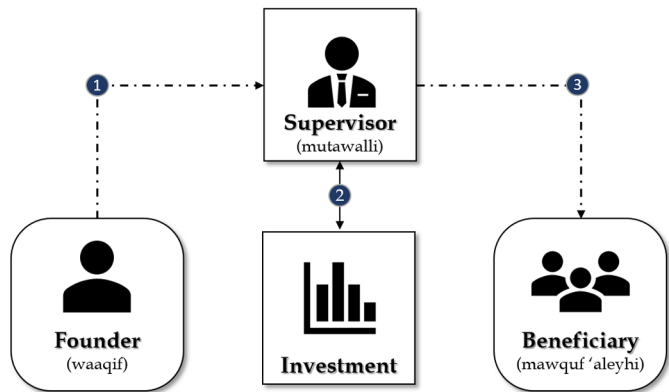 1
3
Supervisor
(mutawalli)
2
Founder
(waaqif)
Investment
Beneficiary
(mawquf ‘aleyhi)